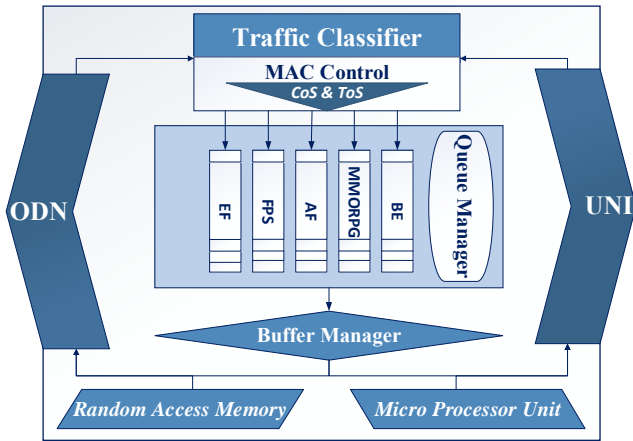 Traffic Classifier
MAC Control
CoS & ToS
ODN
EF
FPS
AF
MMORPG
BE
Queue Manager
UNI
Buffer Manager
Random Access Memory
Micro Processor Unit